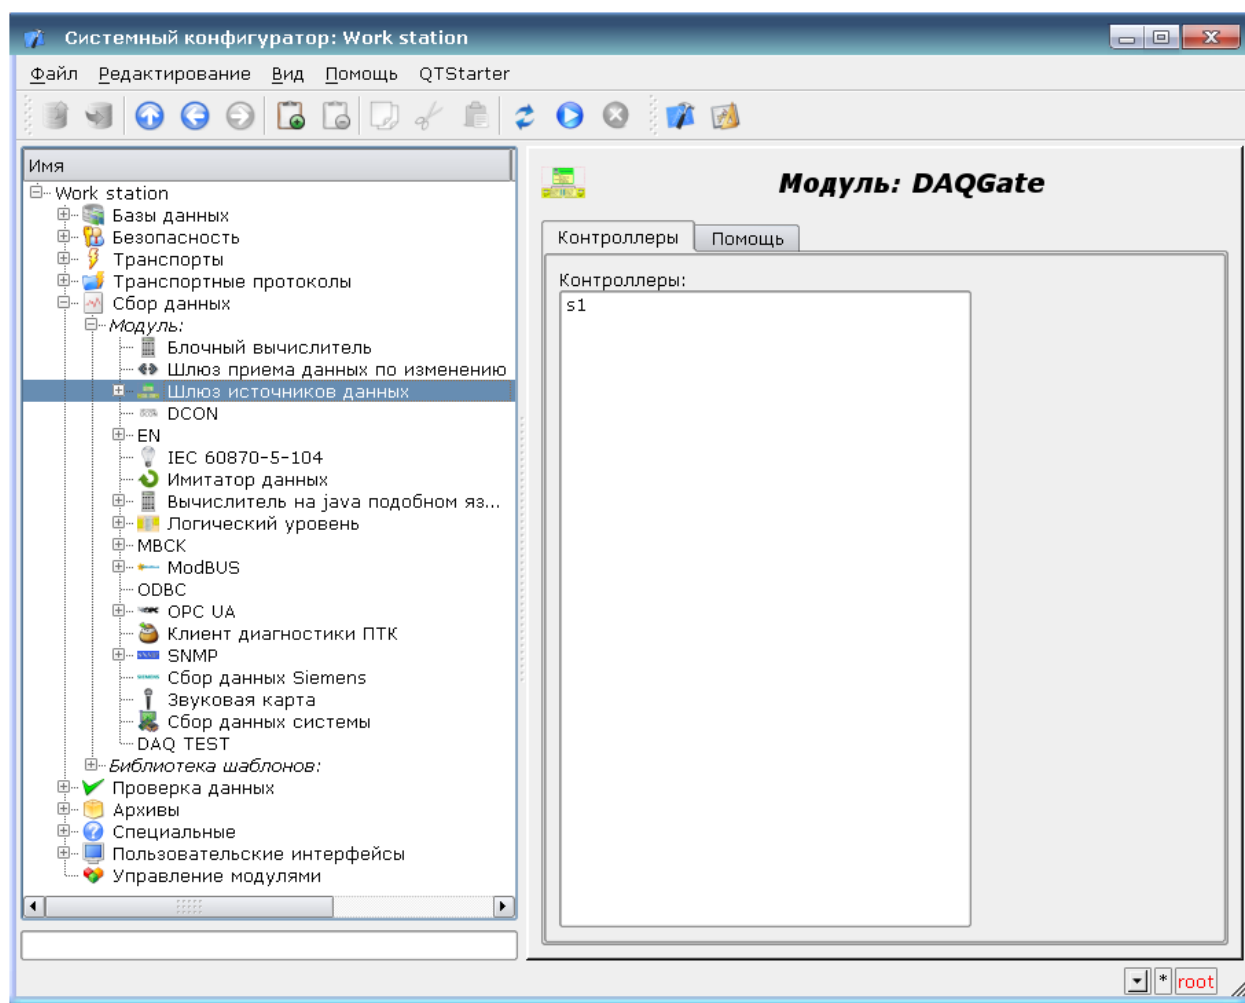 Системный конфигуратор: Work station
Файл Редактирование Вид Помощь QTStarter
Имя
Work station
Базы данных
Безопасность
Транспорты
Транспортные протоколы
Сбор данных
Модуль:
Блочный вычислитель
Шлюз приема данных по изменению
Шлюз источников данных
DCON
EN
IEC 60870-5-104
Имитатор данных
Вычислитель на java подобном яз...
Логический уровень
МВСК
ModBUS
ODBC
OPC UA
Клиент диагностики ПТК
SNMP
Сбор данных Siemens
Звуковая карта
Сбор данных системы
DAQ TEST
Библиотека шаблонов:
Проверка данных
Архивы
Специальные
Пользовательские интерфейсы
Управление модулями
Модуль: DAQGate
Контроллеры Помощь
Контроллеры:
s1
* root